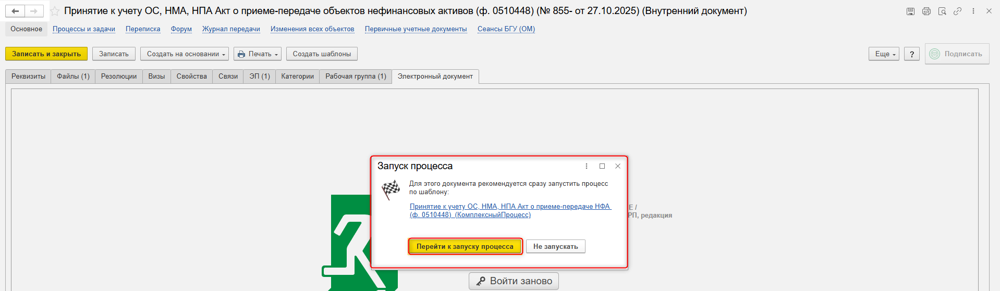 Принятие к учету ОС, НМА, НПА Акт о приеме-передаче объектов нефинансовых активов (ф. 0510448) (№ 855- от 27.10.2025) (Внутренний документ)
Основное Процессы и задачи Переписка Форум Журнал передачи Изменения всех объектов Первичные учетные документы Сеансы БГУ (ОМ)
Записать и закрыть Записать Создать на основании Печать Создать шаблоны Еще ? Подписать
Реквизиты Файлы (1) Резолюции Визы Свойства Связи ЭП (1) Категории Рабочая группа (1) Электронный документ
Запуск процесса
Для этого документа рекомендуется сразу запустить процесс
по шаблону:
Принятие к учету ОС, НМА, НПА Акт о приеме-передаче НФА
(ф. 0510448) (КомплексныйПроцесс)
Е /
РП, редакция
Перейти к запуску процесса Не запускать
Войти заново